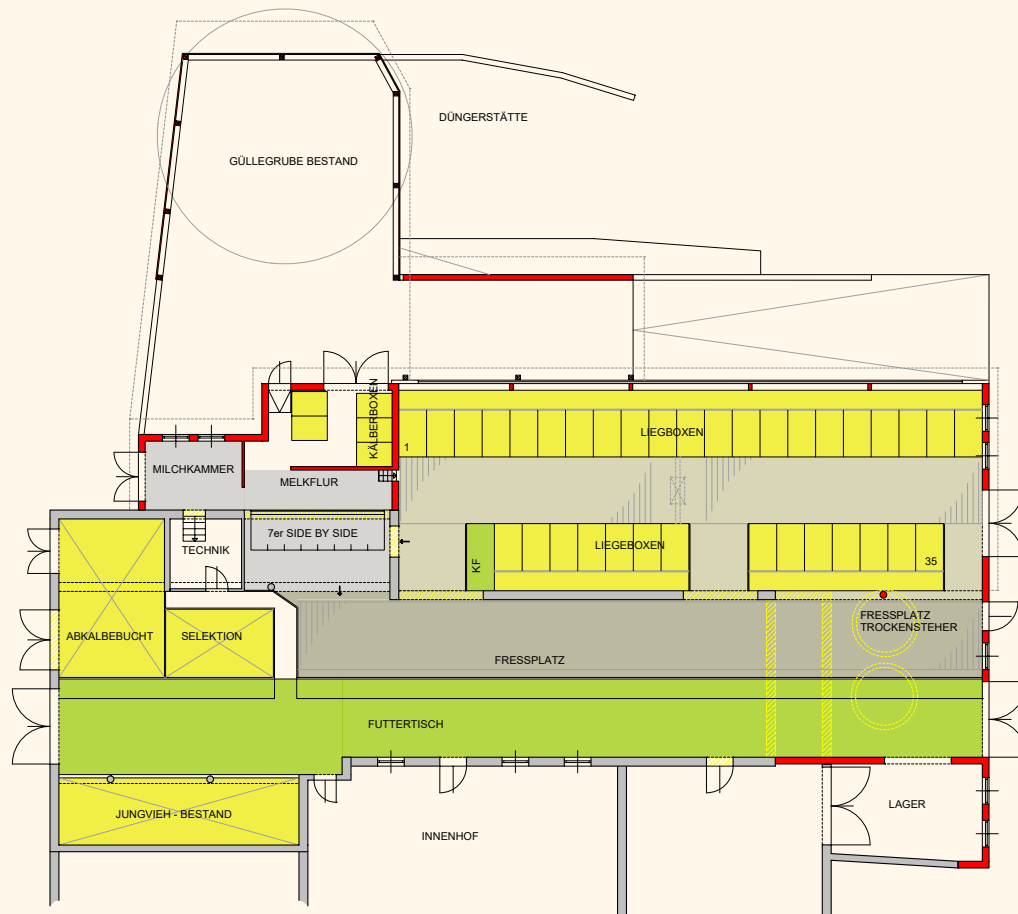 DÜNGERSTÄTTE
GÜLLEGRUBE BESTAND
KÄLBERBOXEN
1
LIEGBOXEN
MILCHKAMMER
MELKFLUR
7er SIDE BY SIDE
TECHNIK
KF
LIEGEBOXEN
35
ABKALBEBUCHT
SELEKTION
FRESSPLATZ
TROCKENSTEHER
FRESSPLATZ
FUTTERTISCH
JUNGVIEH - BESTAND
INNENHOF
LAGER